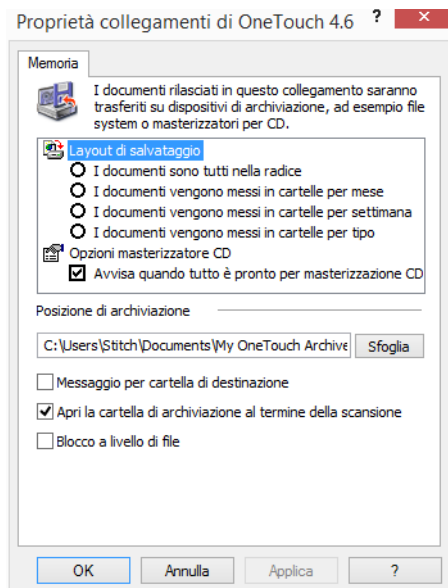 Proprietà collegamenti di OneTouch 4.6 ? x
Memoria
I documenti rilasciati in questo collegamento saranno
trasferiti su dispositivi di archiviazione, ad esempio file
system o masterizzatori per CD.
Layout di salvataggio
I documenti sono tutti nella radice
I documenti vengono messi in cartelle per mese
I documenti vengono messi in cartelle per settimana
I documenti vengono messi in cartelle per tipo
Opzioni masterizzatore CD
Avvisa quando tutto è pronto per masterizzazione CD
Posizione di archiviazione
C:\Users\Stitch\Documents\My OneTouch Archive Sfoglia
Messaggio per cartella di destinazione
Apri la cartella di archiviazione al termine della scansione
Blocco a livello di file
OK Annulla Applica ?